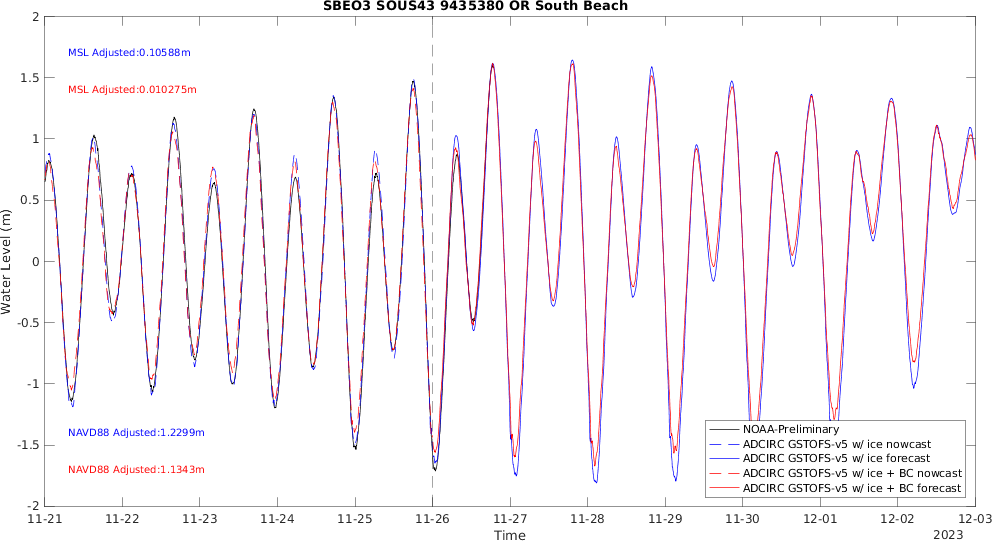 SBEO3 SOUS43 9435380 OR South Beach
MSL Adjusted:0.10588m
MSL Adjusted:0.010275m
NAVD88 Adjusted:1.2299m
NAVD88 Adjusted:1.1343m
Water Level (m)
2
1.5
1
0.5
0
-0.5
-1
-1.5
-2
NOAA-Preliminary
ADCIRC GSTOFS-v5 w/ ice nowcast
ADCIRC GSTOFS-v5 w/ ice forecast
ADCIRC GSTOFS-v5 w/ ice + BC nowcast
ADCIRC GSTOFS-v5 w/ ice + BC forecast
11-21 11-22 11-23 11-24 11-25 11-26 11-27 11-28 11-29 11-30 12-01 12-02 12-03
Time
2023